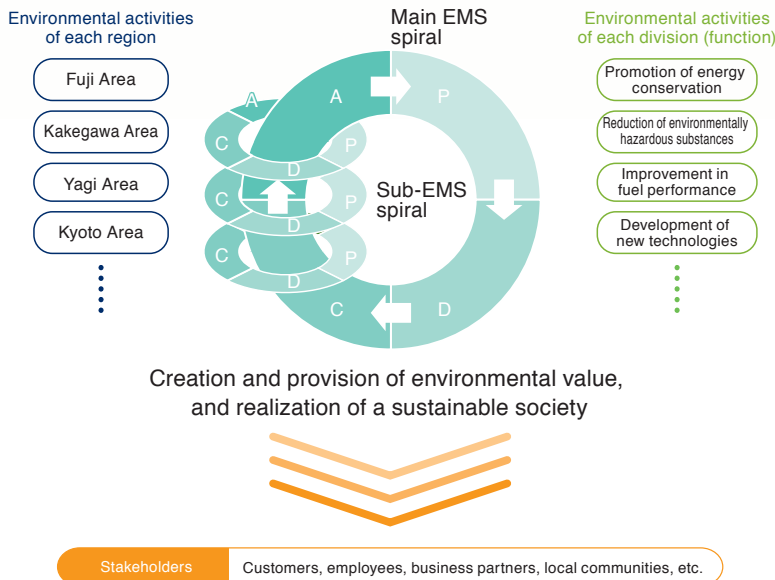 Environmental activities
of each region
Fuji Area
Kakegawa Area
Yagi Area
Kyoto Area
Main EMS
spiral
Sub-EMS
spiral
A
P
D
C
A
C
P
D
C
P
D
C
P
D
Environmental activities
of each division (function)
Promotion of energy
conservation
Reduction of environmentally
hazardous substances
Improvement in
fuel performance
Development of
new technologies
Creation and provision of environmental value,
and realization of a sustainable society
Stakeholders
Customers, employees, business partners, local communities, etc.